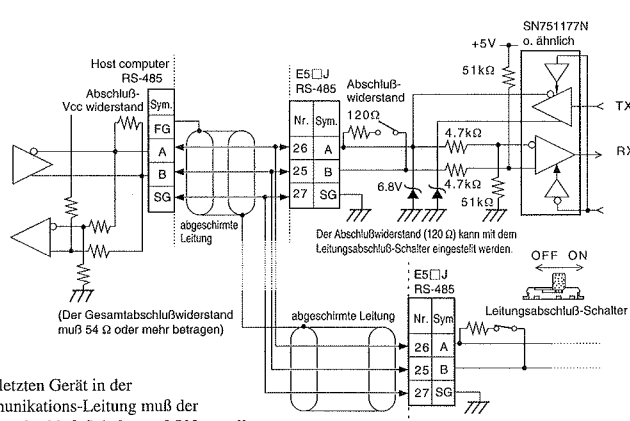 SN751177N
o. ähnlich
+5V
51kΩ
Host computer
RS-485
E5□J
RS-485
Abschluß-
widerstand
Abschluß-
Vcc widerstand
Sym.
FG
A
B
SG
Nr. Sym.
26 A
25 B
27 SG
120Ω
4.7kΩ
4.7kΩ
6.8V
51kΩ
TX
RX
abgeschirmte
Leitung
Der Abschlußwiderstand (120 Ω) kann mit dem
Leitungsabschluß-Schalter eingestellt werden.
(Der Gesamtabschlußwiderstand
muß 54 Ω oder mehr betragen)
E5□J
RS-485
OFF ON
Leitungsabschluß-Schalter
abgeschirmte Leitung
Nr. Sym
26 A
25 B
27 SG
letzten Gerät in der
nunikations-Leitung muß der